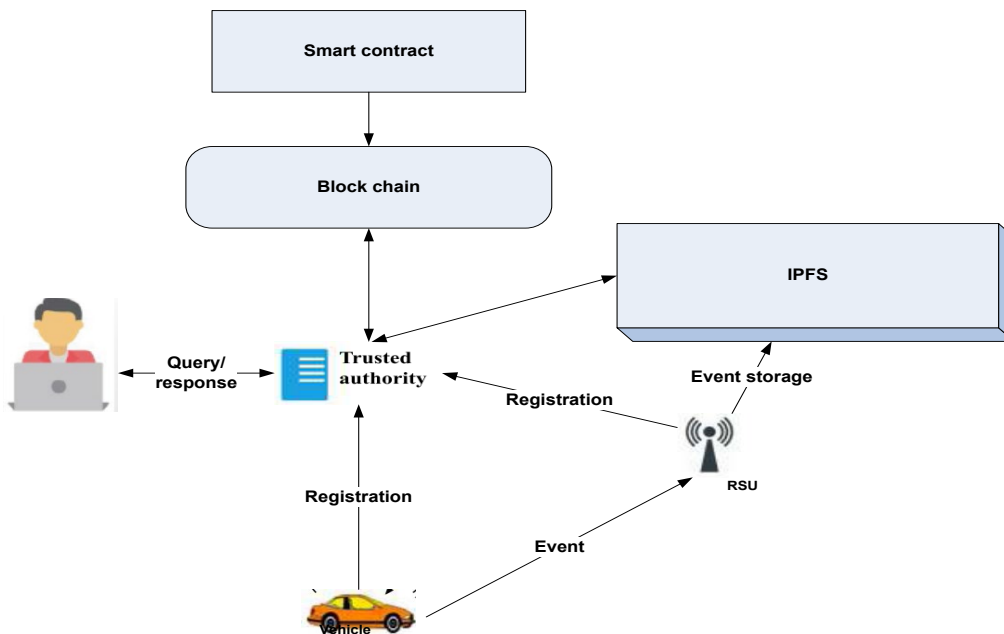 Smart contract
Block chain
IPFS
Query/
response
Trusted
authority
Event storage
Registration
RSU
Registration
Event
Vehicle